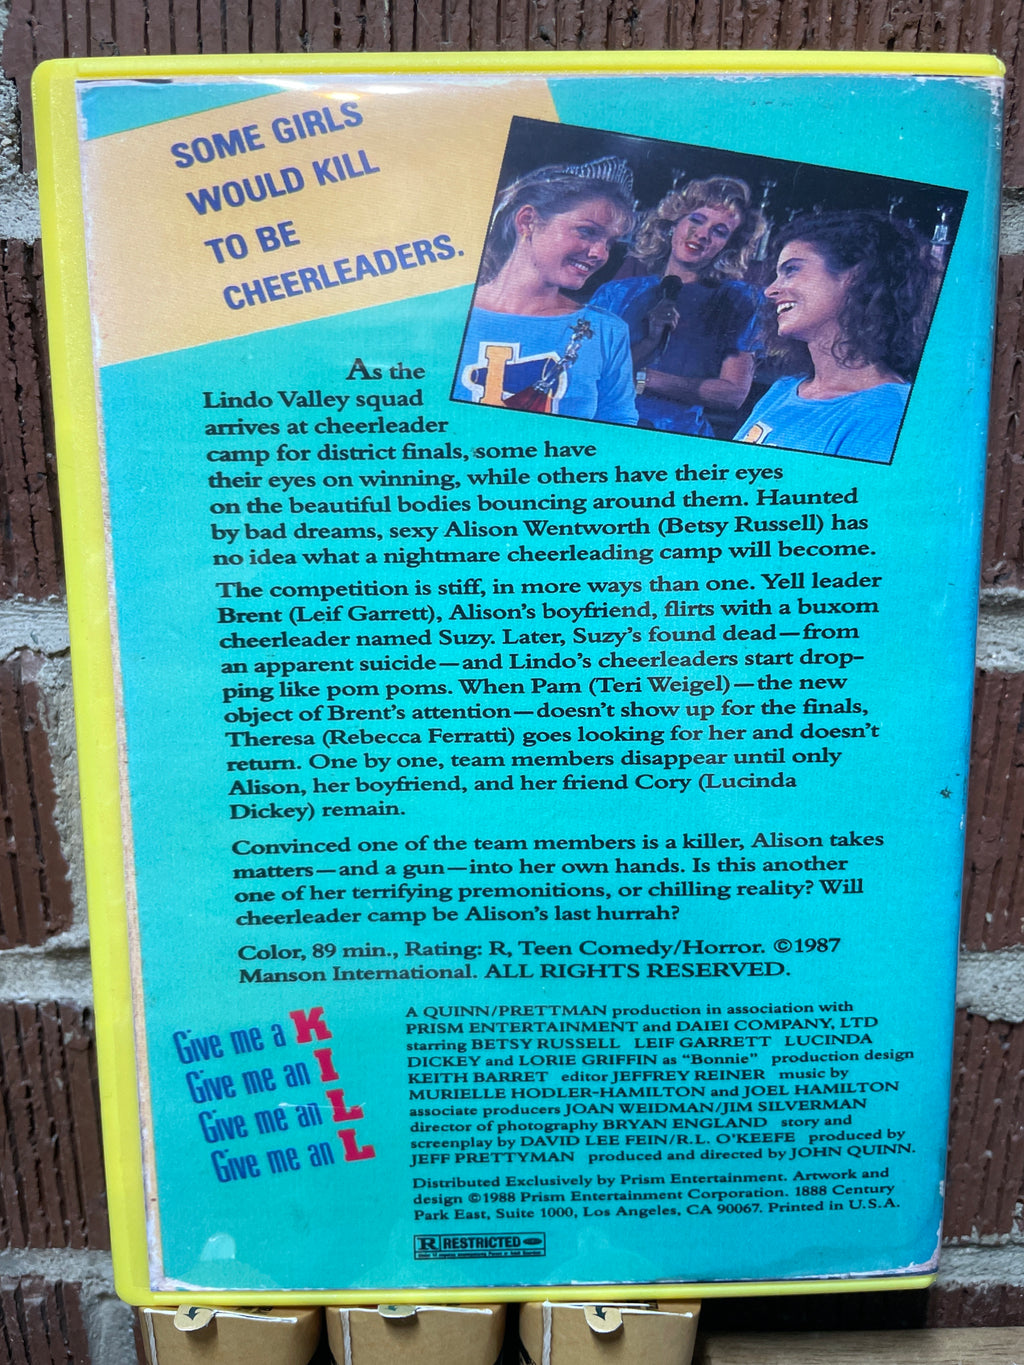 SOME GIRLS
WOULD KILL
TO BE
CHEERLEADERS.
As the
Lindo Valley squad
arrives at cheerleader
camp for district finals, some have
their eyes on winning, while others have their eyes
on the beautiful bodies bouncing around them. Haunted
by bad dreams, sexy Alison Wentworth (Betsy Russell) has
no idea what a nightmare cheerleading camp will become.
The competition is stiff, in more ways than one. Yell leader
Brent (Leif Garrett), Alison's boyfriend, flirts with a buxom
cheerleader named Suzy. Later, Suzy's found dead—from
an apparent suicide—and Lindo's cheerleaders start drop-
ping like pom poms. When Pam (Teri Weigel)—the new
object of Brent's attention—doesn't show up for the finals,
Theresa (Rebecca Ferratti) goes looking for her and doesn't
return. One by one, team members disappear until only
Alison, her boyfriend, and her friend Cory (Lucinda
Dickey) remain.
Convinced one of the team members is a killer, Alison takes
matters—and a gun—into her own hands. Is this another
one of her terrifying premonitions, or chilling reality? Will
cheerleader camp be Alison's last hurrah?
Color, 89 min., Rating: R, Teen Comedy/Horror. ©1987
Manson International. ALL RIGHTS RESERVED.
Give me a K
Give me an I
Give me an L
Give me an L
A QUINN/PRETTMAN production in association with
PRISM ENTERTAINMENT and DAIEI COMPANY, LTD
starring BETSY RUSSELL LEIF GARRETT LUCINDA
DICKEY and LORIE GRIFFIN as "Bonnie" production design
KEITH BARRET editor JEFFREY REINER music by
MURIELLE HODLER-HAMILTON and JOEL HAMILTON
associate producers JOAN WEIDMAN/JIM SILVERMAN
director of photography BRYAN ENGLAND story and
screenplay by DAVID LEE FEIN/R.L. O'KEEFE produced by
JEFF PRETTYMAN produced and directed by JOHN QUINN.
Distributed Exclusively by Prism Entertainment. Artwork and
design ©1988 Prism Entertainment Corporation. 1888 Century
Park East, Suite 1000, Los Angeles, CA 90067. Printed in U.S.A.
R RESTRICTED